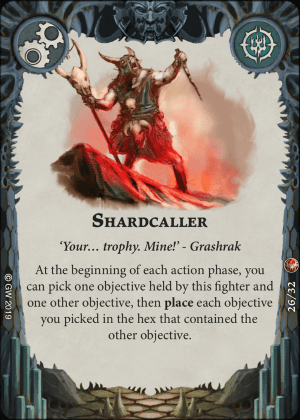 SHARDCALLER
‘Your… trophy. Mine!’ - Grashrak
At the beginning of each action phase, you
can pick one objective held by this fighter and
one other objective, then place each objective
you picked in the hex that contained the
other objective.
© GW 2019
26/32